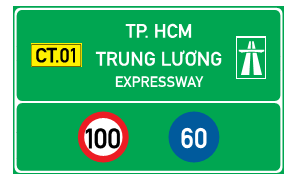 TP. HCM
CT.01
TRUNG LƯƠNG
EXPRESSWAY
100
60